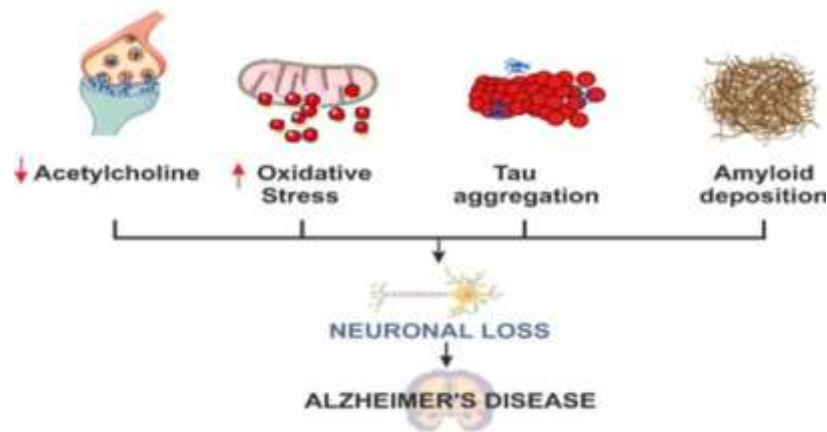 ↓ Acetylcholine
↑ Oxidative
Stress
Tau
aggregation
Amyloid
deposition
NEURONAL LOSS
ALZHEIMER'S DISEASE